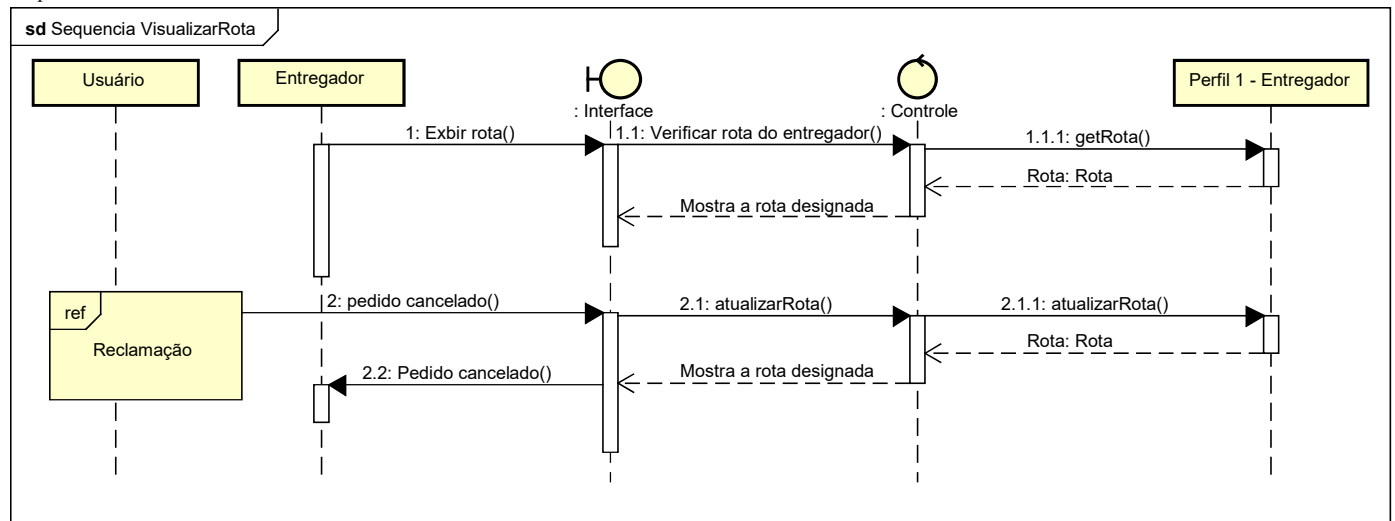 sd Sequencia VisualizarRota
Usuário
Entregador
: Interface
: Controle
Perfil 1 - Entregador
1: Exbir rota()
1.1: Verificar rota do entregador()
1.1.1: getRota()
Rota: Rota
Mostra a rota designada
ref
Reclamação
2: pedido cancelado()
2.1: atualizarRota()
2.1.1: atualizarRota()
Rota: Rota
Mostra a rota designada
2.2: Pedido cancelado()